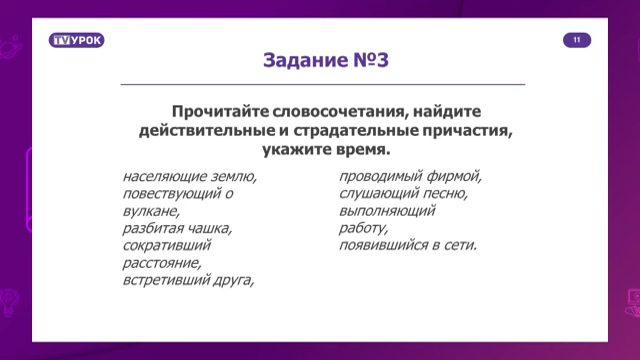 TVУРОК
11
Задание №3
Прочитайте словосочетания, найдите
действительные и страдательные причастия,
укажите время.
населяющие землю,
повествующий о
вулкане,
разбитая чашка,
сокративший
расстояние,
встретивший друга,
проводимый фирмой,
слушающий песню,
выполняющий
работу,
появившийся в сети.